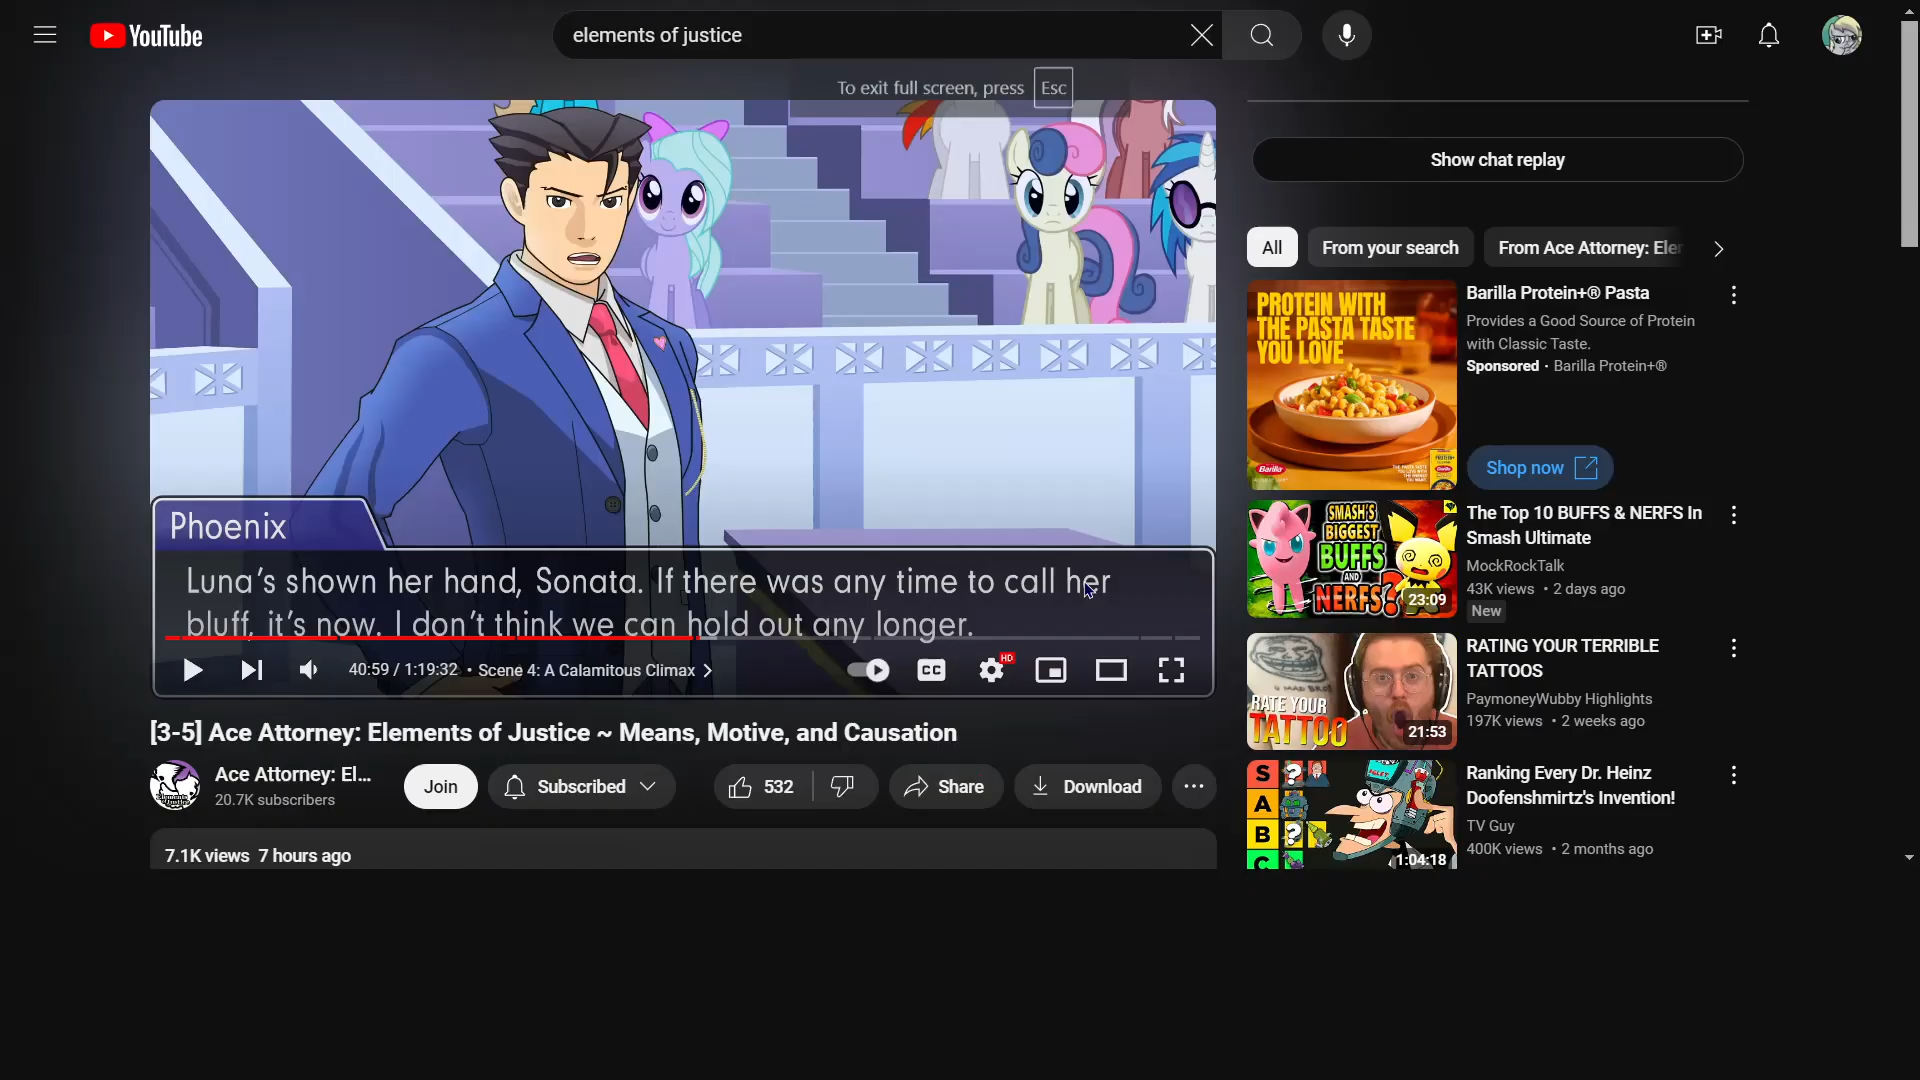 YouTube
elements of justice
To exit full screen, press Esc
Phoenix
Luna's shown her hand, Sonata. If there was any time to call her
bluff, it's now. I don't think we can hold out any longer.
40:59 / 1:19:32 • Scene 4: A Calamitous Climax
CC
HD
[3-5] Ace Attorney: Elements of Justice ~ Means, Motive, and Causation
Ace Attorney: El...
20.7K subscribers
Join
Subscribed
532
Share
Download
7.1K views 7 hours ago
Show chat replay
All
From your search
From Ace Attorney: Ele
PROTEIN WITH
THE PASTA TASTE
YOU LOVE
Barilla
Barilla Protein+® Pasta
Provides a Good Source of Protein
with Classic Taste.
Sponsored • Barilla Protein+®
Shop now
SMASH'S
BIGGEST
BUFFS
AND
NERFS?
23:09
The Top 10 BUFFS & NERFS In
Smash Ultimate
MockRockTalk
43K views • 2 days ago
New
U MAD BRO?
RATE YOUR
TATTOO
21:53
RATING YOUR TERRIBLE
TATTOOS
PaymoneyWubby Highlights
197K views • 2 weeks ago
S
A
B
C
1:04:18
Ranking Every Dr. Heinz
Doofenshmirtz's Invention!
TV Guy
400K views • 2 months ago